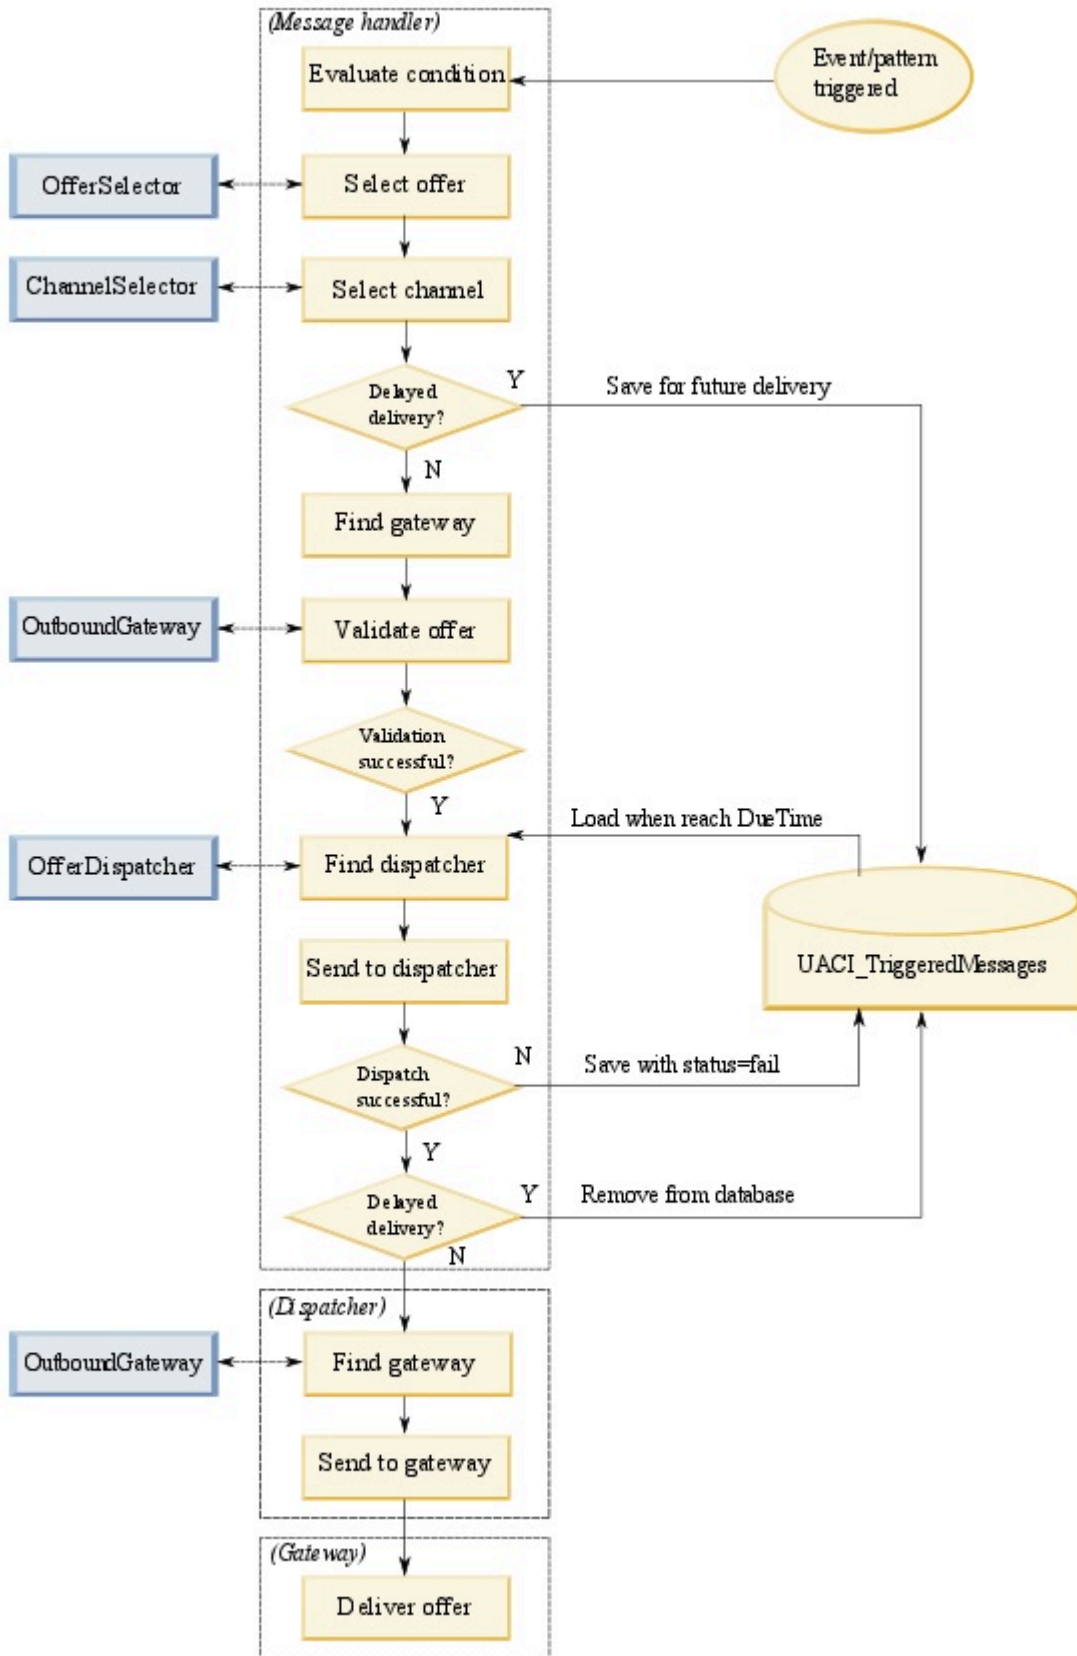 (Message handler)
Evaluate condition
Event/pattern
triggered
OfferSelector
Select offer
ChannelSelector
Select channel
Delayed
delivery?
Y
Save for future delivery
N
Find gateway
OutboundGateway
Validate offer
Validation
successful?
Y
Load when reach DueTime
OfferDispatcher
Find dispatcher
Send to dispatcher
UACI_TriggeredMessages
Dispatch
successful?
N
Save with status=fail
Y
Delayed
delivery?
Y
Remove from database
N
(Dispatcher)
OutboundGateway
Find gateway
Send to gateway
(Gateway)
Deliver offer